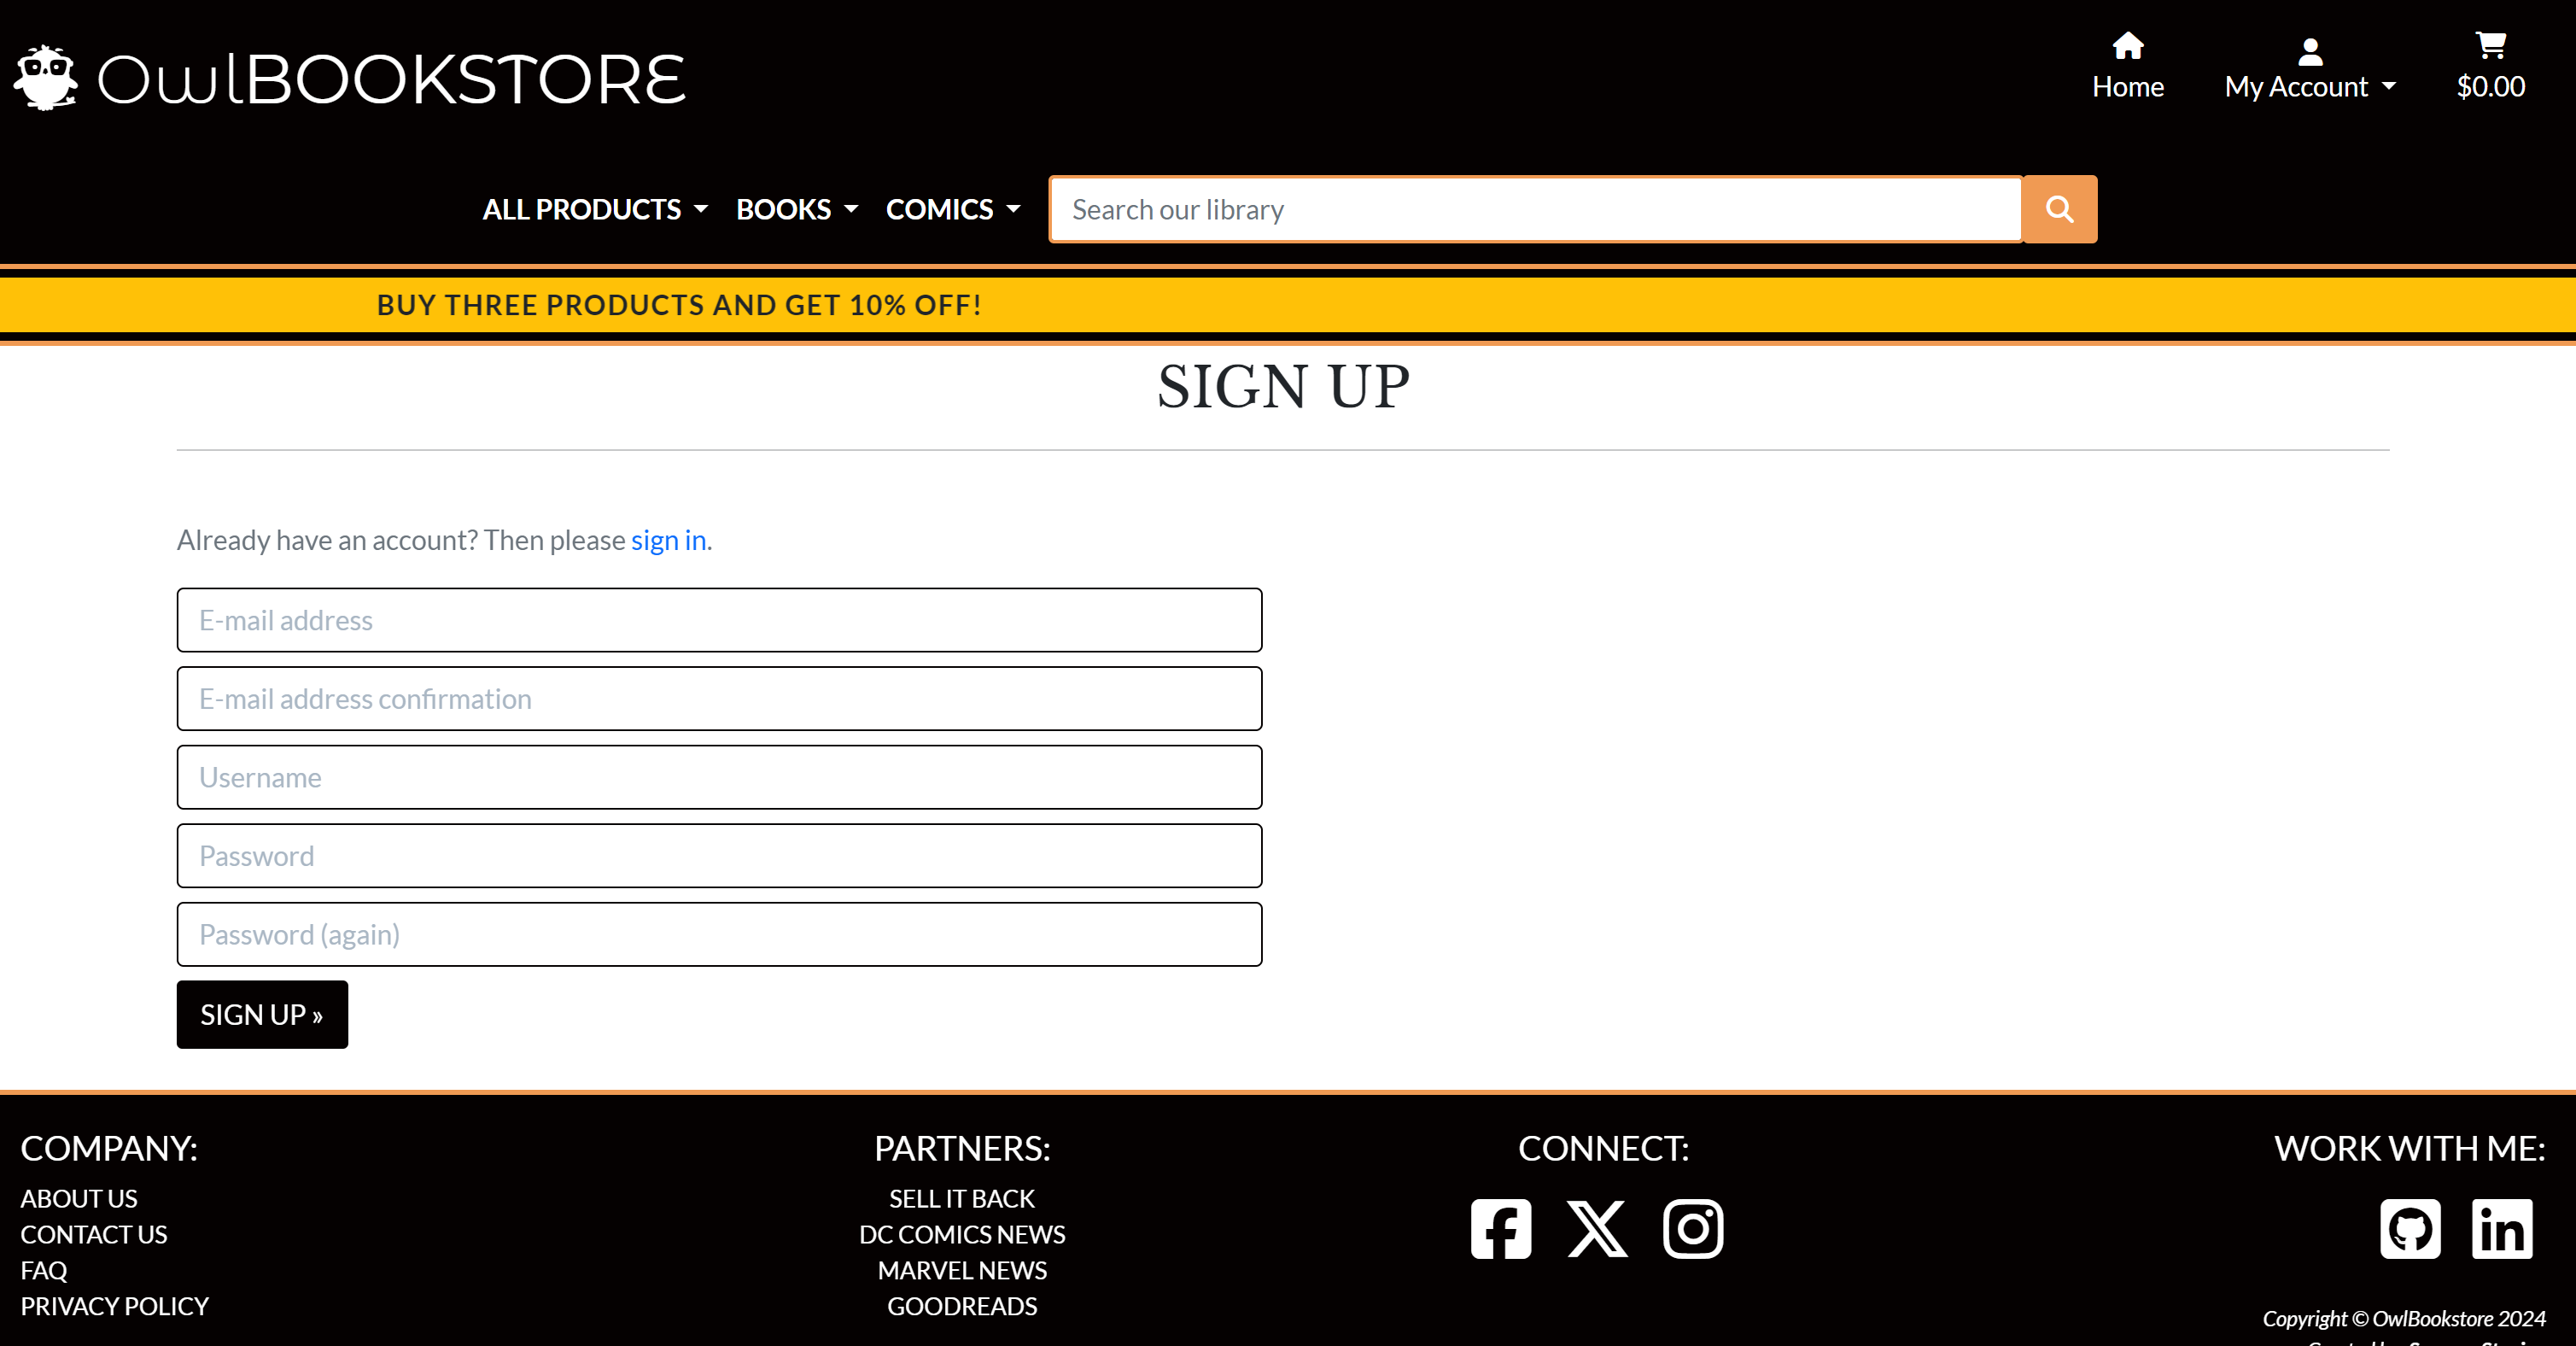 OwlBOOKSTORE
Home
My Account
$0.00
ALL PRODUCTS
BOOKS
COMICS
Search our library
BUY THREE PRODUCTS AND GET 10% OFF!
SIGN UP
Already have an account? Then please sign in.
E-mail address
E-mail address confirmation
Username
Password
Password (again)
SIGN UP »
COMPANY:
ABOUT US
CONTACT US
FAQ
PRIVACY POLICY
PARTNERS:
SELL IT BACK
DC COMICS NEWS
MARVEL NEWS
GOODREADS
CONNECT:
WORK WITH ME:
Copyright © OwlBookstore 2024